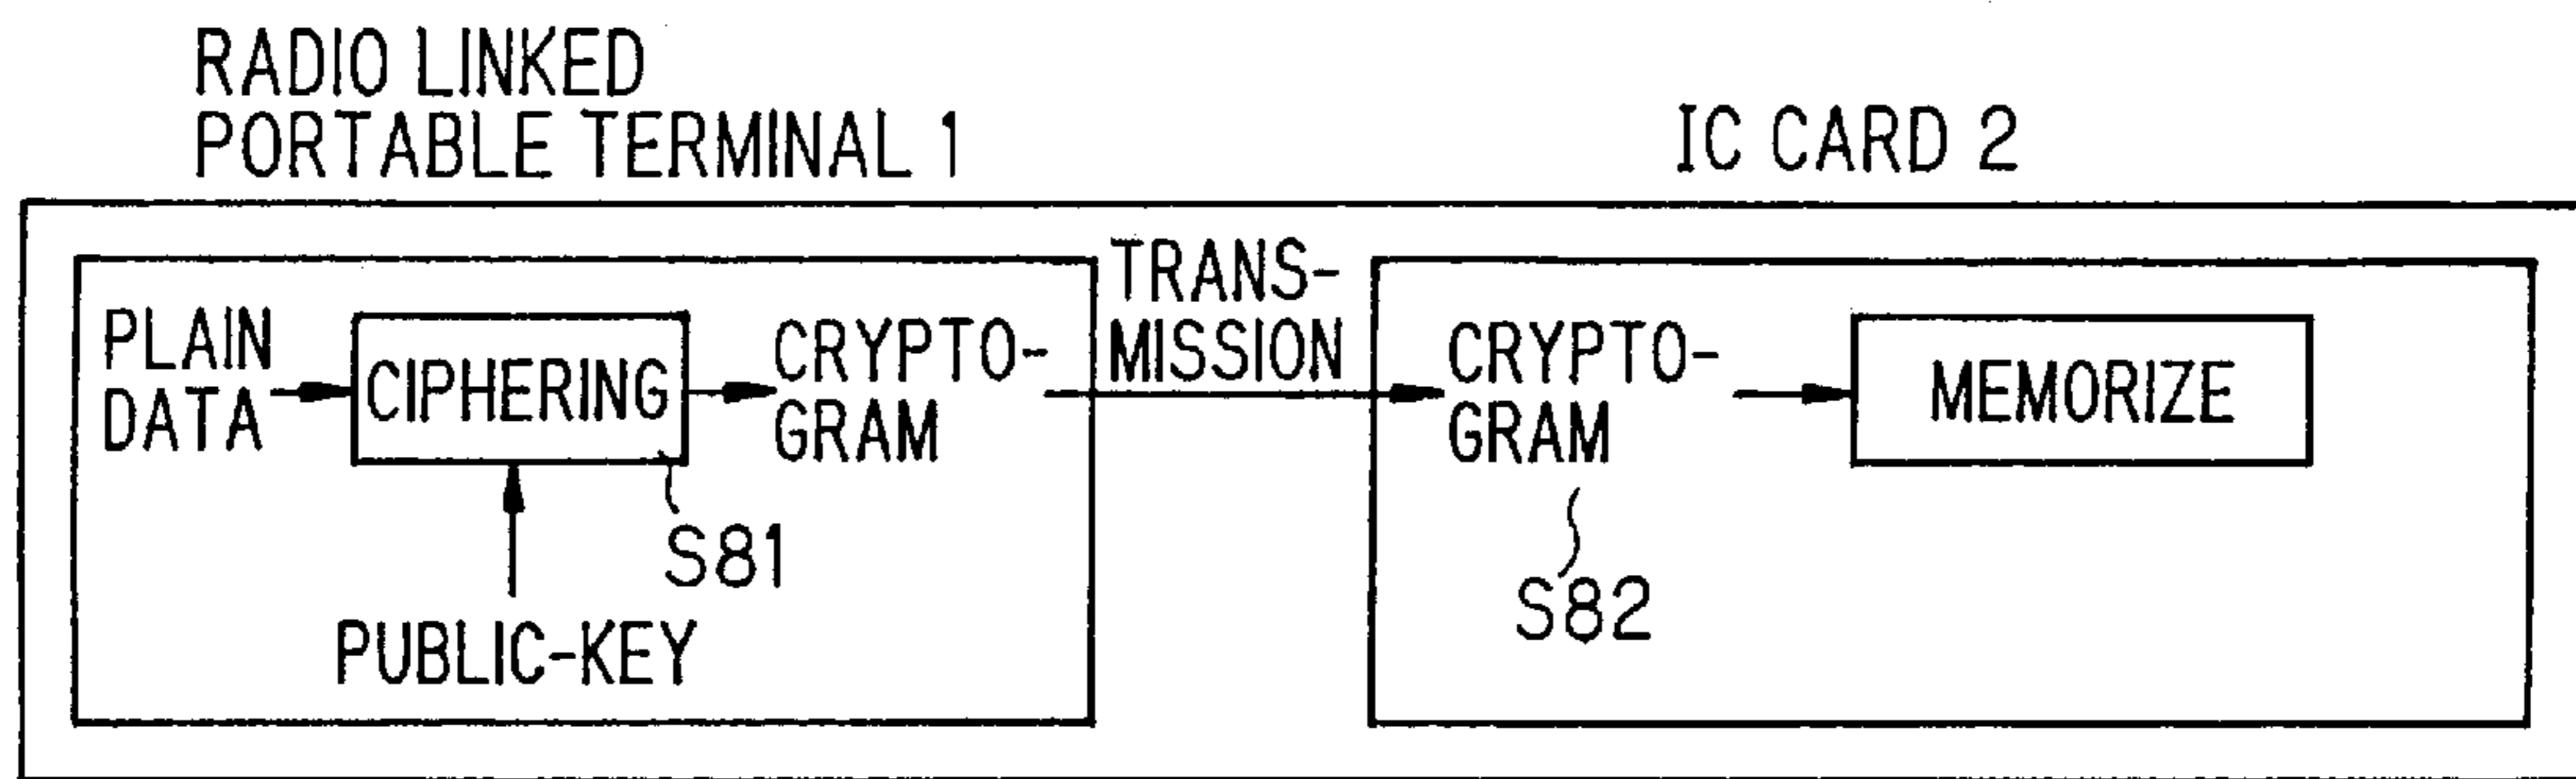 RADIO LINKED
PORTABLE TERMINAL 1
IC CARD 2
PLAIN
DATA
CIPHERING
CRYPTO-
GRAM
TRANS-
MISSION
CRYPTO-
GRAM
MEMORIZE
S81
S82
PUBLIC-KEY